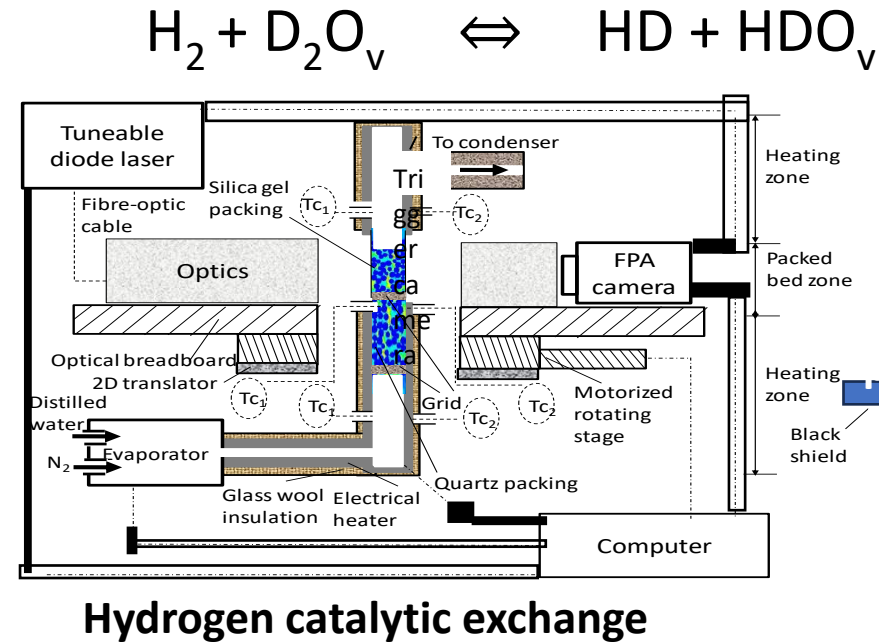 H₂ + D₂Oᵥ ⇔ HD + HDOᵥ
Tuneable
diode laser
To condenser
Heating
zone
Fibre-optic
cable
Silica gel
packing
Tc₁
Tri
gg
er
ca
me
ra
Tc₂
Optics
FPA
camera
Packed
bed zone
Optical breadboard
2D translator
Tc₁
Tc₁
Grid
Tc₂
Tc₂
Motorized
rotating
stage
Heating
zone
Black
shield
Distilled
water
N₂
Evaporator
Glass wool
insulation
Electrical
heater
Quartz packing
Computer
Hydrogen catalytic exchange